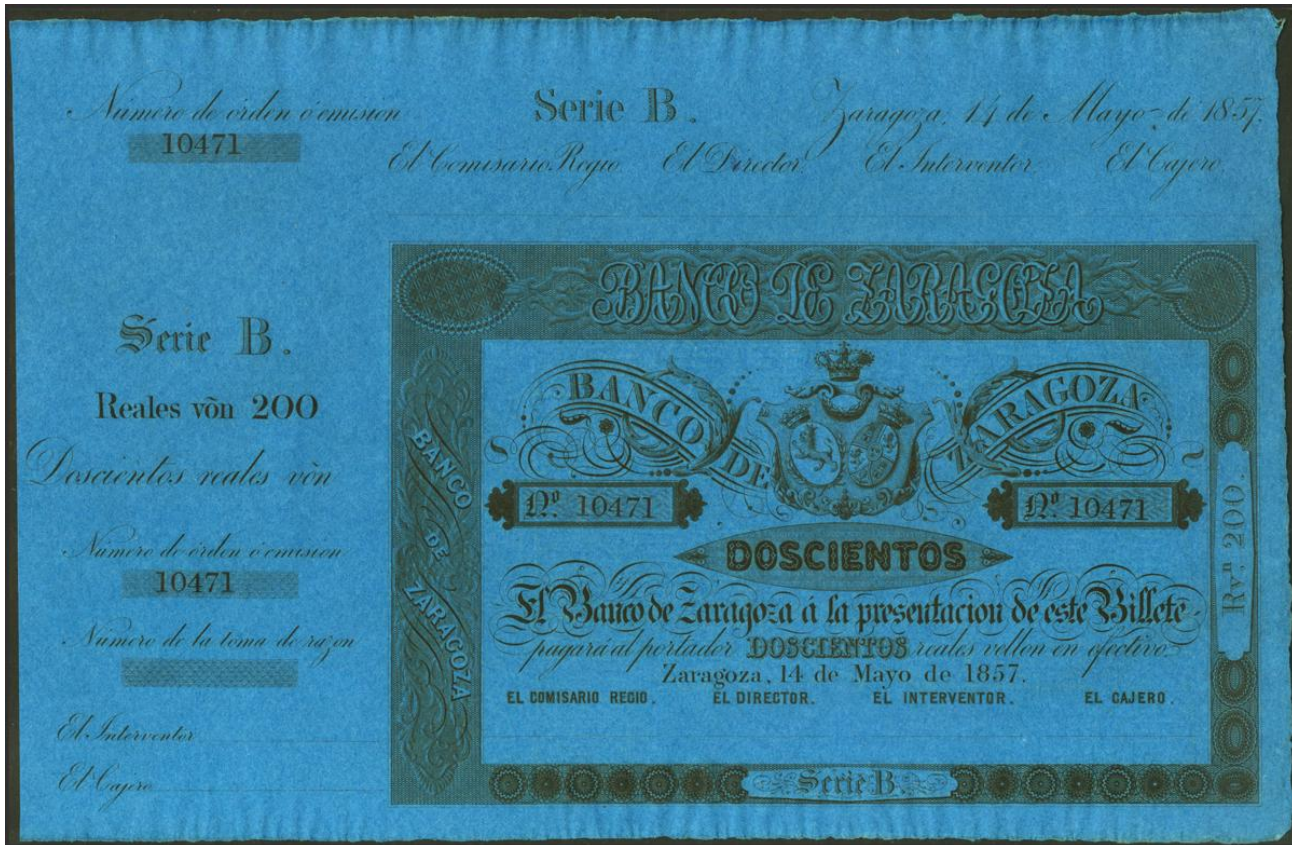 Número de órden ó emision
10471
Serie B.
Zaragoza, 14 de Mayo de 1857.
El Comisario Regio. El Director. El Interventor. El Cajero.
Serie B.
Reales võn 200
Doscientos reales võn
Número de órden ó emision
10471
Número de la toma de razon
El Interventor
El Cajero
BANCO DE ZARAGOZA
BANCO DE ZARAGOZA
BANCO DE ZARAGOZA
Nº 10471
Nº 10471
DOSCIENTOS
El Banco de Zaragoza á la presentacion de este Billete
pagará al portador DOSCIENTOS reales vellon en efectivo.
Zaragoza, 14 de Mayo de 1857.
EL COMISARIO REGIO. EL DIRECTOR. EL INTERVENTOR. EL CAJERO.
Rv.ⁿ 200.
Serie B.